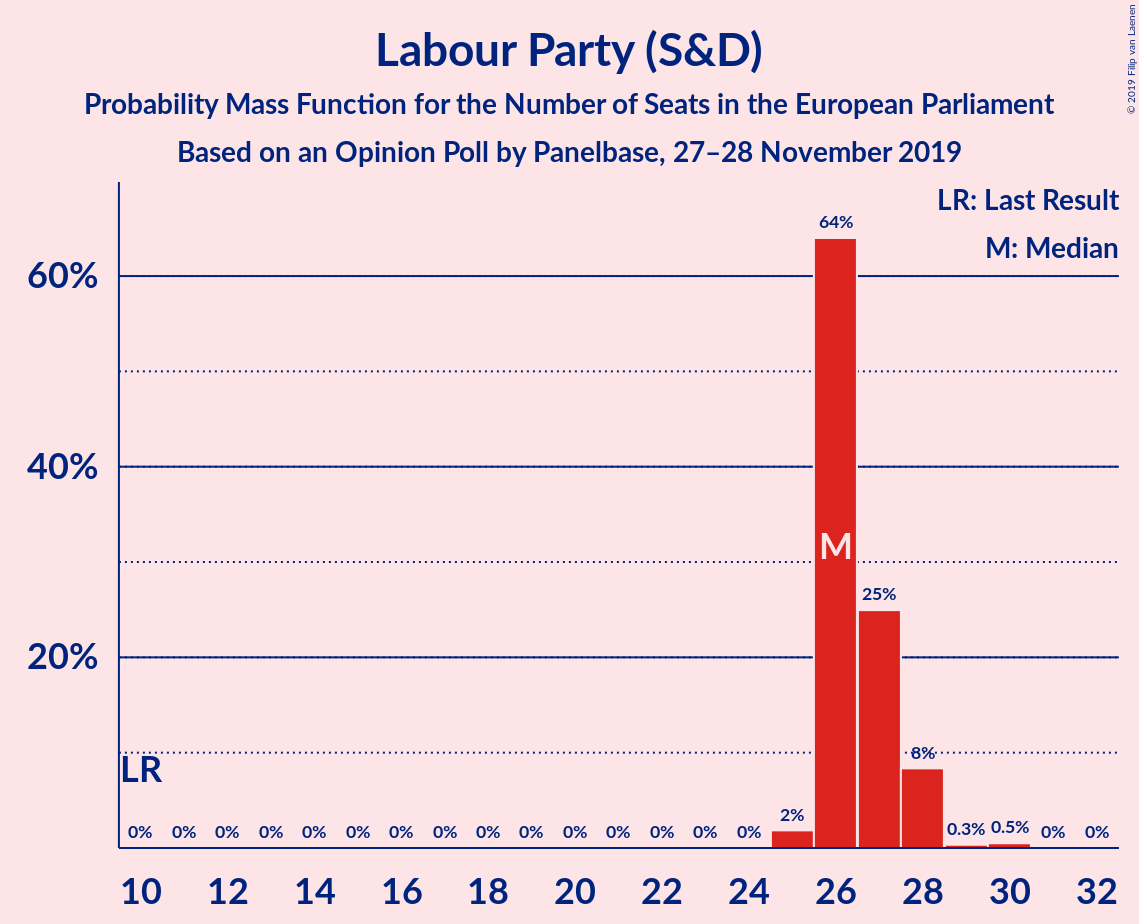 Labour Party (S&D)
Probability Mass Function for the Number of Seats in the European Parliament
Based on an Opinion Poll by Panelbase, 27–28 November 2019
© 2019 Filip van Laenen
LR: Last Result
M: Median
60%
40%
20%
LR
M
0% 0% 0% 0% 0% 0% 0% 0% 0% 0% 0% 0% 0% 0% 0% 2% 64% 25% 8% 0.3% 0.5% 0% 0%
10 12 14 16 18 20 22 24 26 28 30 32